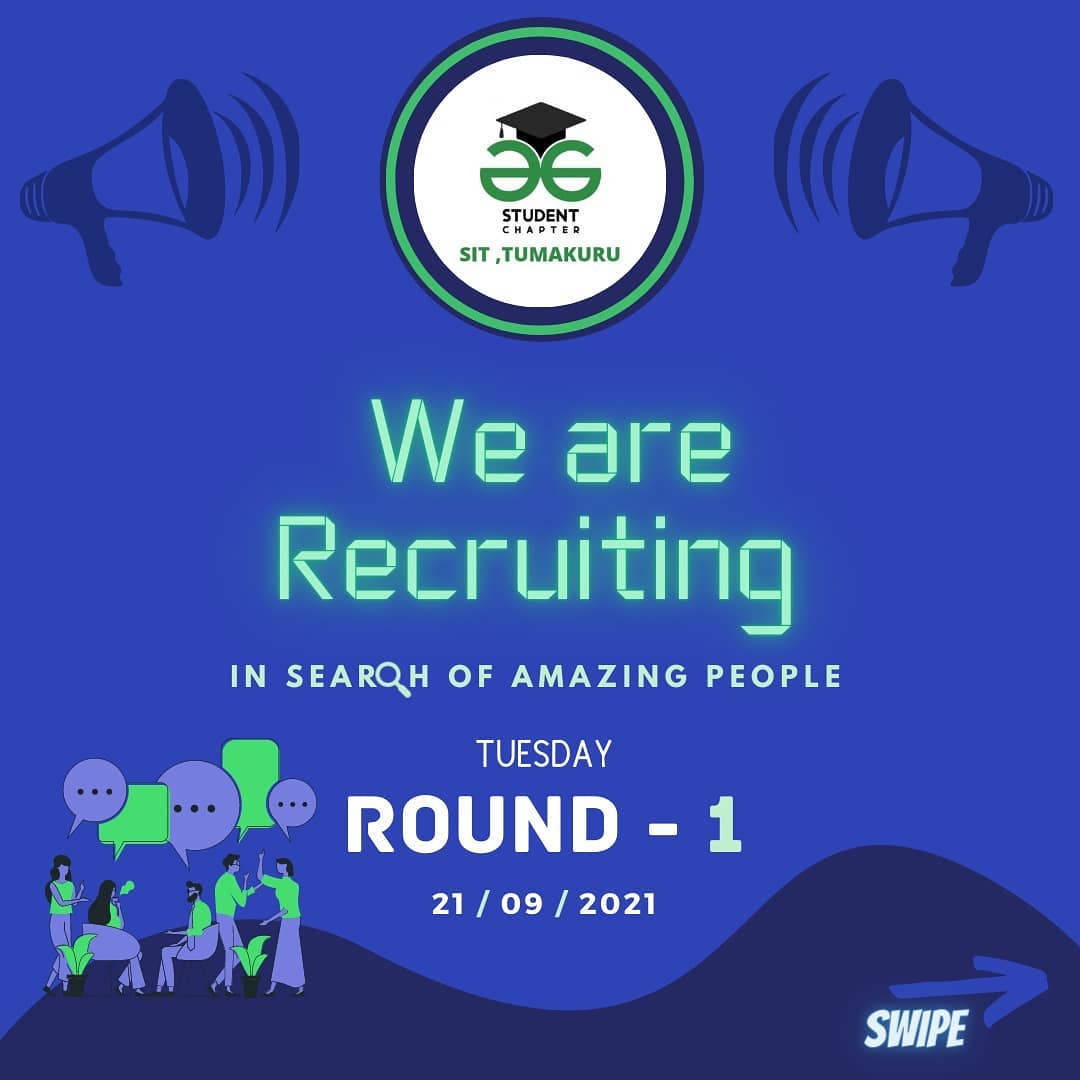 STUDENT
CHAPTER
SIT ,TUMAKURU
We are
Recruiting
IN SEARCH OF AMAZING PEOPLE
TUESDAY
ROUND - 1
21 / 09 / 2021
SWIPE